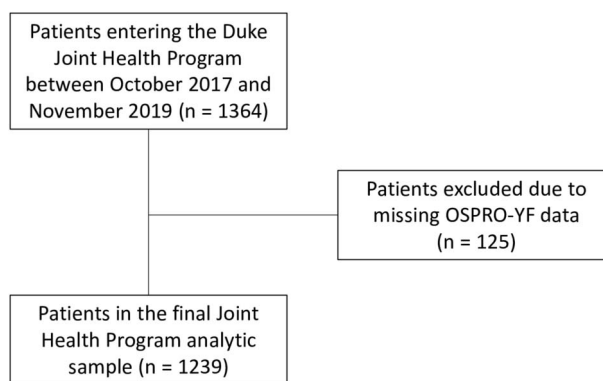 Patients entering the Duke
Joint Health Program
between October 2017 and
November 2019 (n = 1364)
Patients excluded due to
missing OSPRO-YF data
(n = 125)
Patients in the final Joint
Health Program analytic
sample (n = 1239)